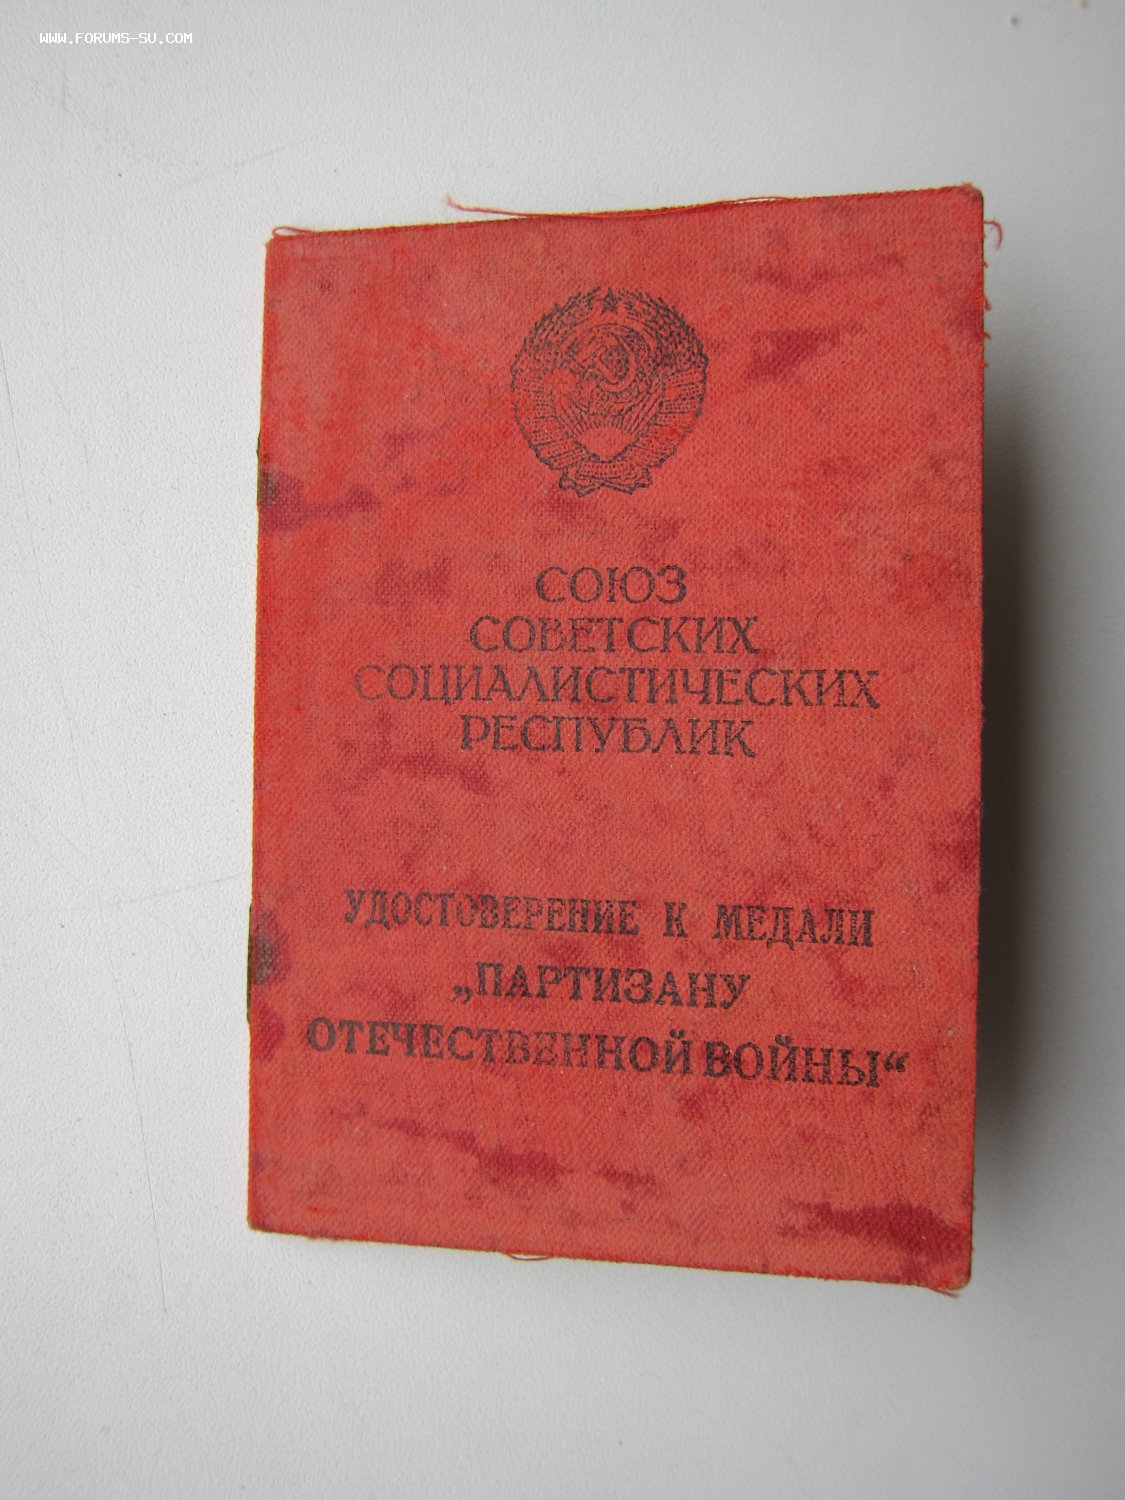 WWW.FORUMS-SU.COM
СОЮЗ
СОВЕТСКИХ
СОЦИАЛИСТИЧЕСКИХ
РЕСПУБЛИК
УДОСТОВЕРЕНИЕ К МЕДАЛИ
„ПАРТИЗАНУ
ОТЕЧЕСТВЕННОЙ ВОЙНЫ“